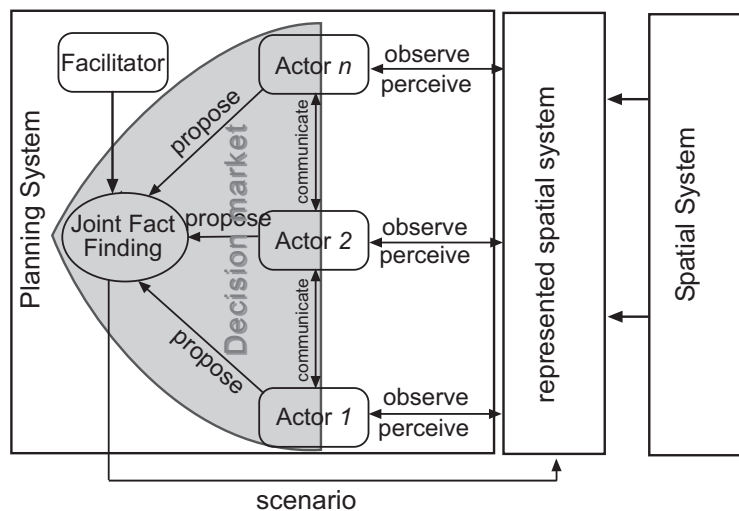 Planning System
Facilitator
Joint Fact
Finding
propose
propose
propose
Decision market
Actor n
communicate
Actor 2
communicate
Actor 1
observe
perceive
observe
perceive
observe
perceive
represented spatial system
Spatial System
scenario